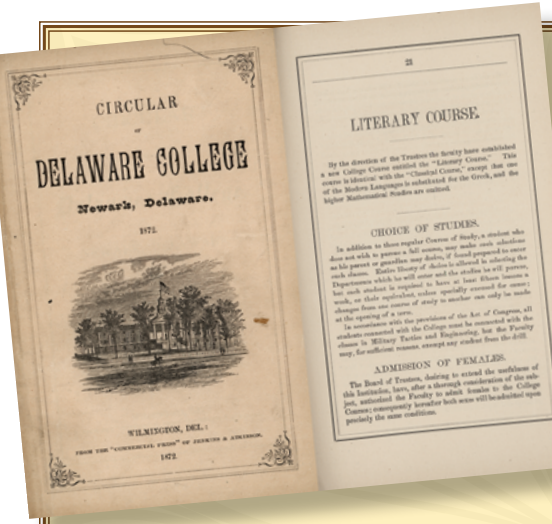 CIRCULAR
OF
DELAWARE COLLEGE
Newark, Delaware.
1872.
WILMINGTON, DEL:
FROM THE "COMMERCIAL PRESS" OF JENKINS & ATKINSON.
1872.
21
LITERARY COURSE.
By the direction of the Trustees the faculty have established
a new College Course entitled the "Literary Course." This
course is identical with the "Classical Course," except that one
of the Modern Languages is substituted for the Greek, and the
higher Mathematical Studies are omitted.
CHOICE OF STUDIES.
In addition to these regular Courses of Study, a student who
does not wish to pursue a full course, may make such selections
as his parent or guardian may desire, if found prepared to enter
such classes. Entire liberty of choice is allowed in selecting the
Departments which he will enter and the studies he will pursue,
but each student is required to have at least fifteen lessons a
week, or their equivalent, unless specially excused for cause;
changes from one course of study to another can only be made
at the opening of a term.
In accordance with the provisions of the Act of Congress, all
students connected with the College must be connected with the
classes in Military Tactics and Engineering, but the Faculty
may, for sufficient reasons, exempt any student from the drill.
ADMISSION OF FEMALES.
The Board of Trustees, desiring to extend the usefulness of
this Institution, have, after a thorough consideration of the sub-
ject, authorized the Faculty to admit females to the College
Courses; consequently hereafter both sexes will be admitted upon
precisely the same conditions.